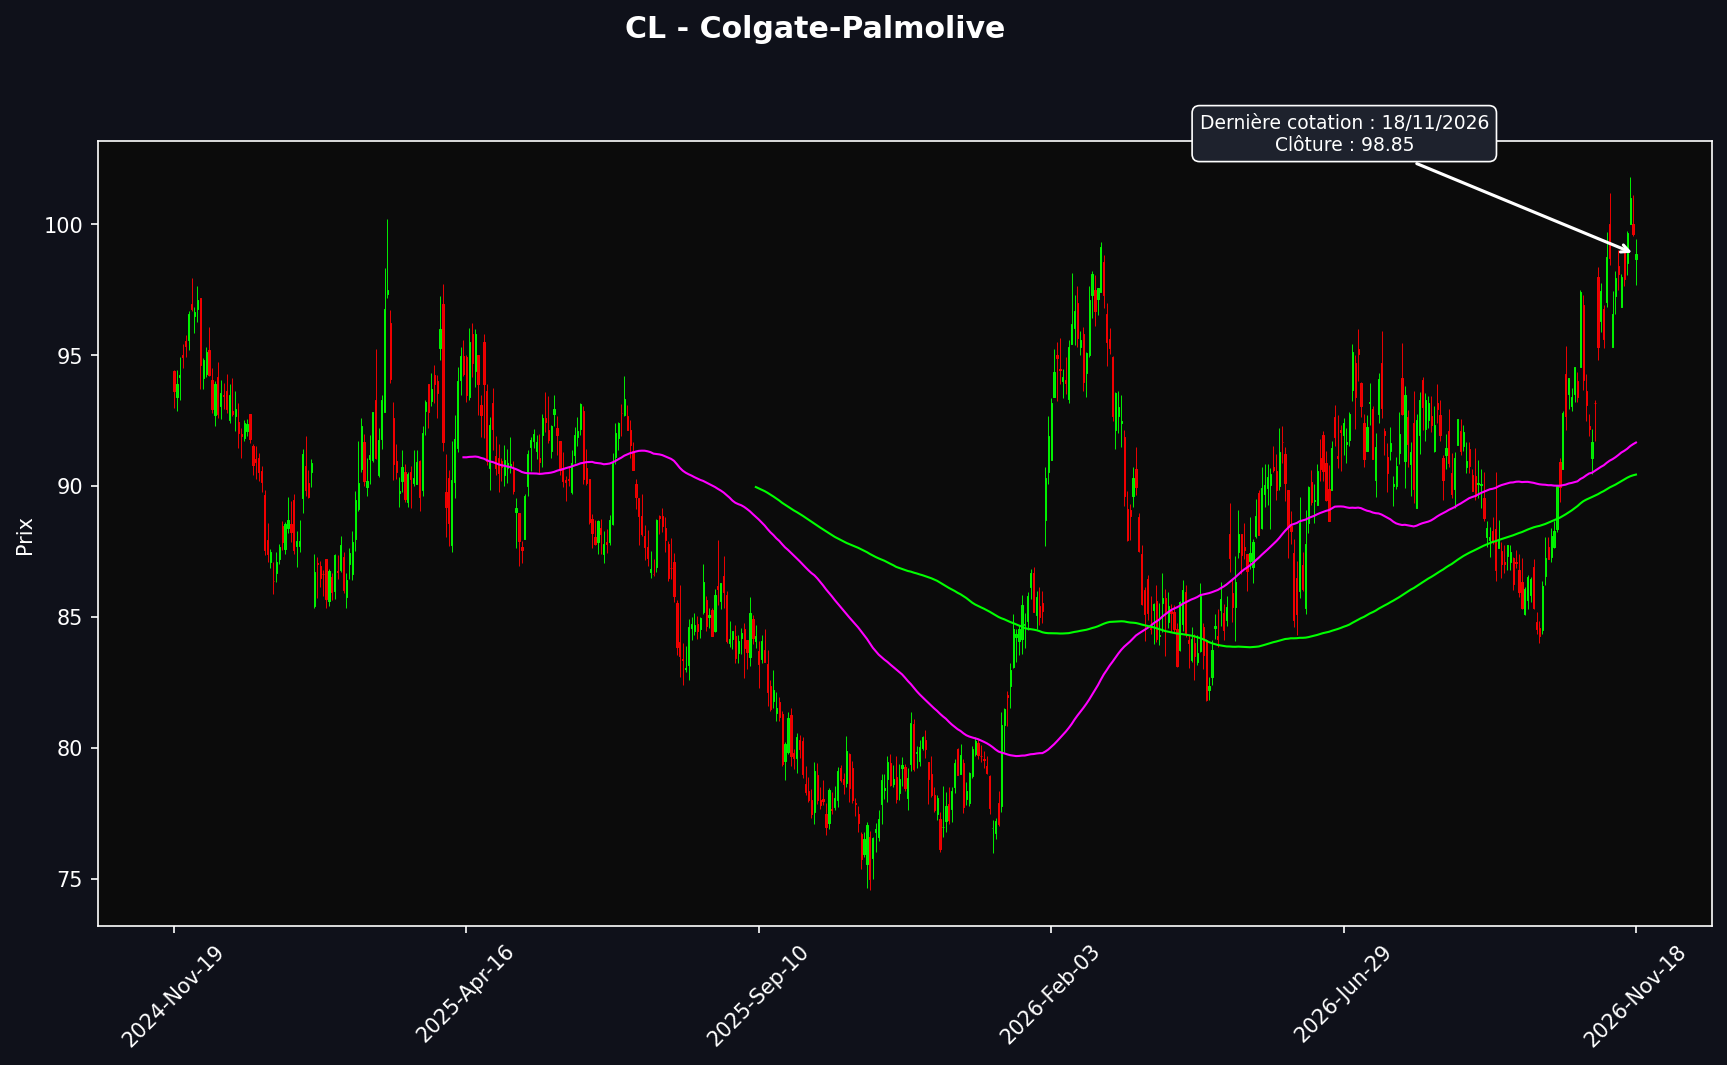 CL - Colgate-Palmolive
Dernière cotation : 18/11/2026
Clôture : 98.85
100
95
90
85
80
75
Prix
2024-Nov-19
2025-Apr-16
2025-Sep-10
2026-Feb-03
2026-Jun-29
2026-Nov-18